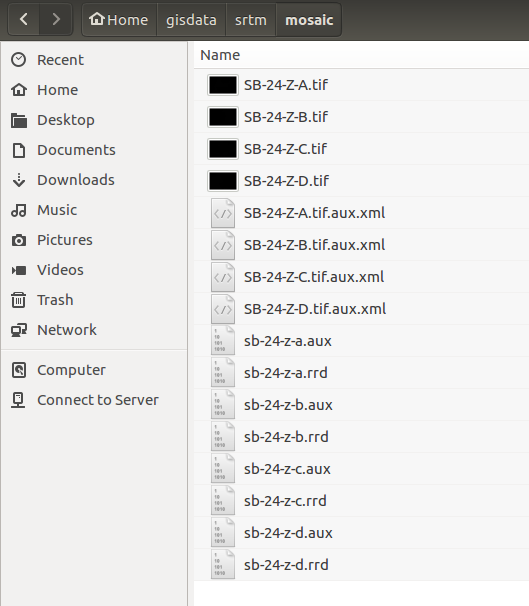 Home gisdata srtm mosaic
Recent
Home
Desktop
Documents
Downloads
Music
Pictures
Videos
Trash
Network
Computer
Connect to Server
Name
SB-24-Z-A.tif
SB-24-Z-B.tif
SB-24-Z-C.tif
SB-24-Z-D.tif
SB-24-Z-A.tif.aux.xml
SB-24-Z-B.tif.aux.xml
SB-24-Z-C.tif.aux.xml
SB-24-Z-D.tif.aux.xml
sb-24-z-a.aux
sb-24-z-a.rrd
sb-24-z-b.aux
sb-24-z-b.rrd
sb-24-z-c.aux
sb-24-z-c.rrd
sb-24-z-d.aux
sb-24-z-d.rrd